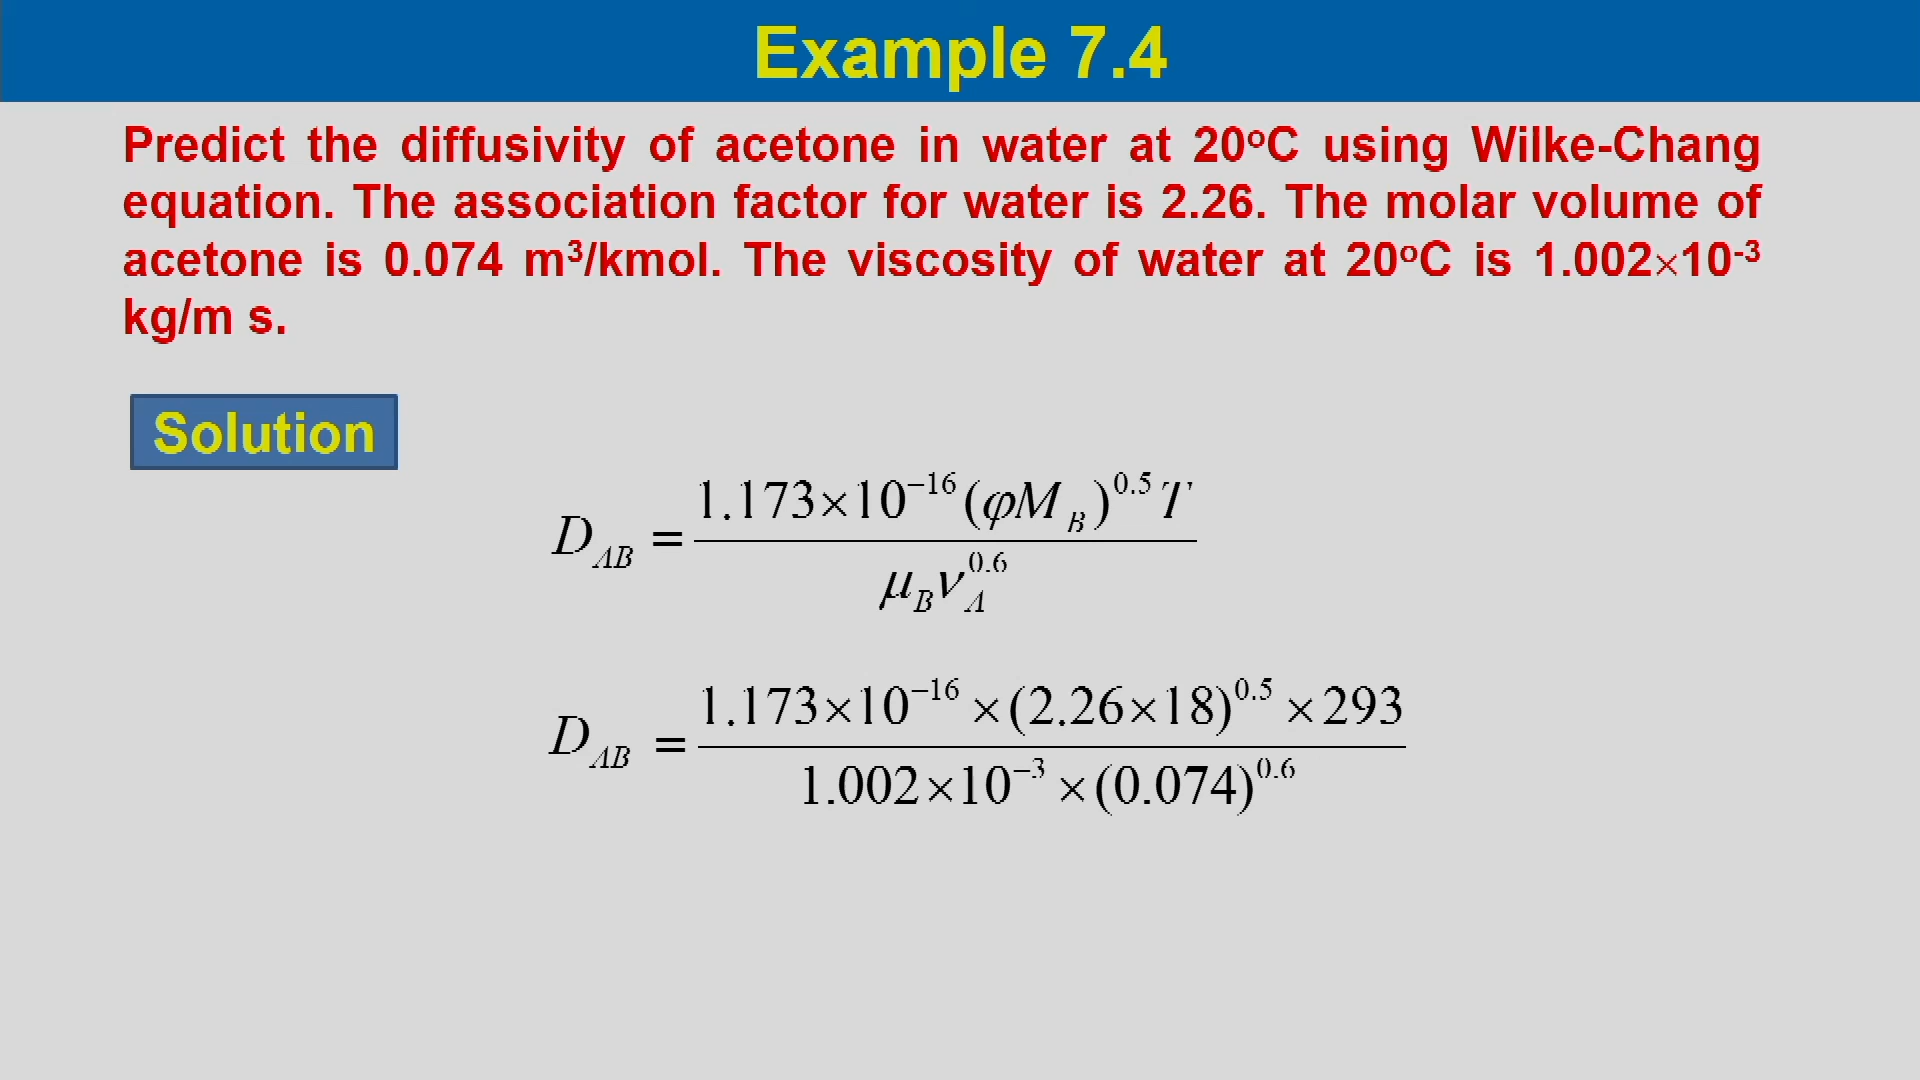 Example 7.4
Predict the diffusivity of acetone in water at 20°C using Wilke-Chang
equation. The association factor for water is 2.26. The molar volume of
acetone is 0.074 m³/kmol. The viscosity of water at 20°C is 1.002×10⁻³
kg/m s.
Solution
D_AB = 1.173×10⁻¹⁶(φM_B)^0.5 T / μ_B ν_A^0.6
D_AB = 1.173×10⁻¹⁶ ×(2.26×18)^0.5 ×293 / 1.002×10⁻³ ×(0.074)^0.6